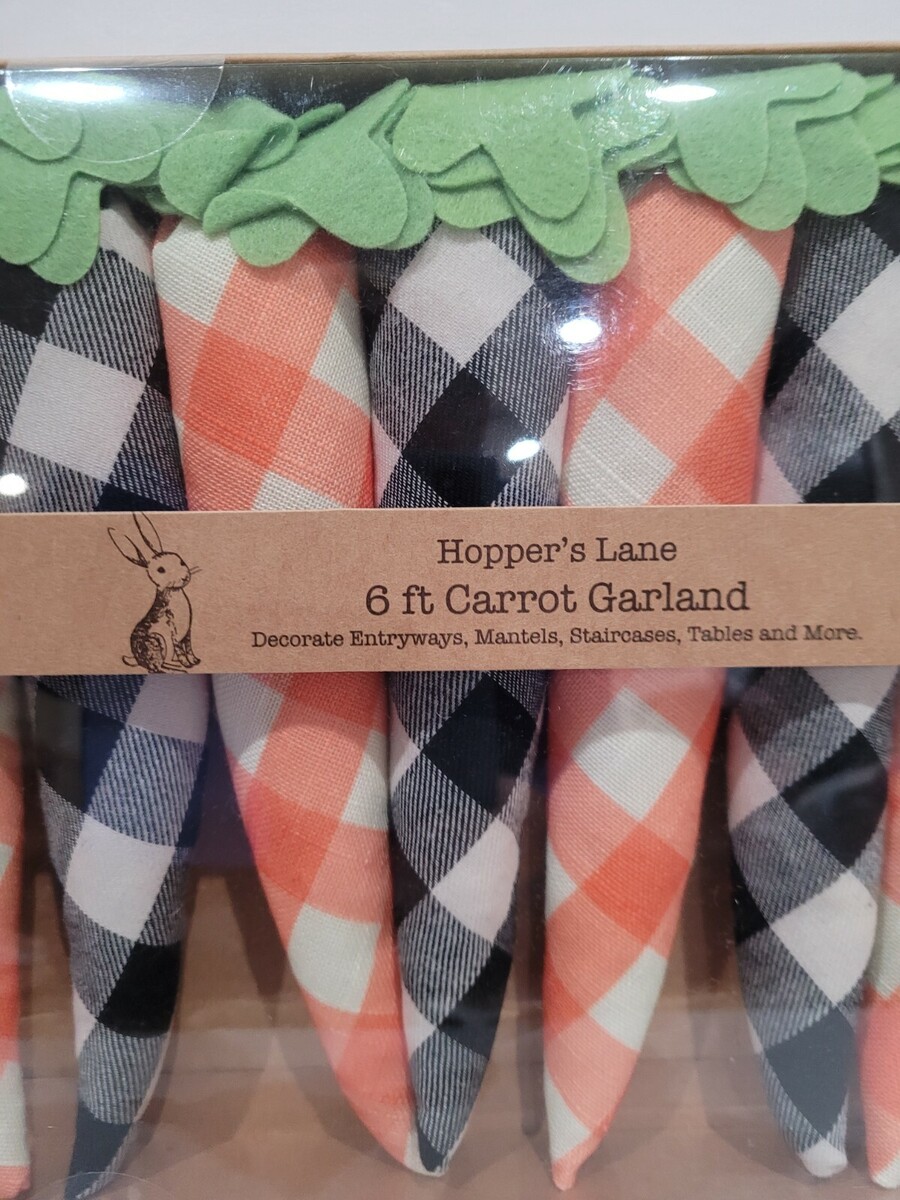 Hopper's Lane
6 ft Carrot Garland
Decorate Entryways, Mantels, Staircases, Tables and More.